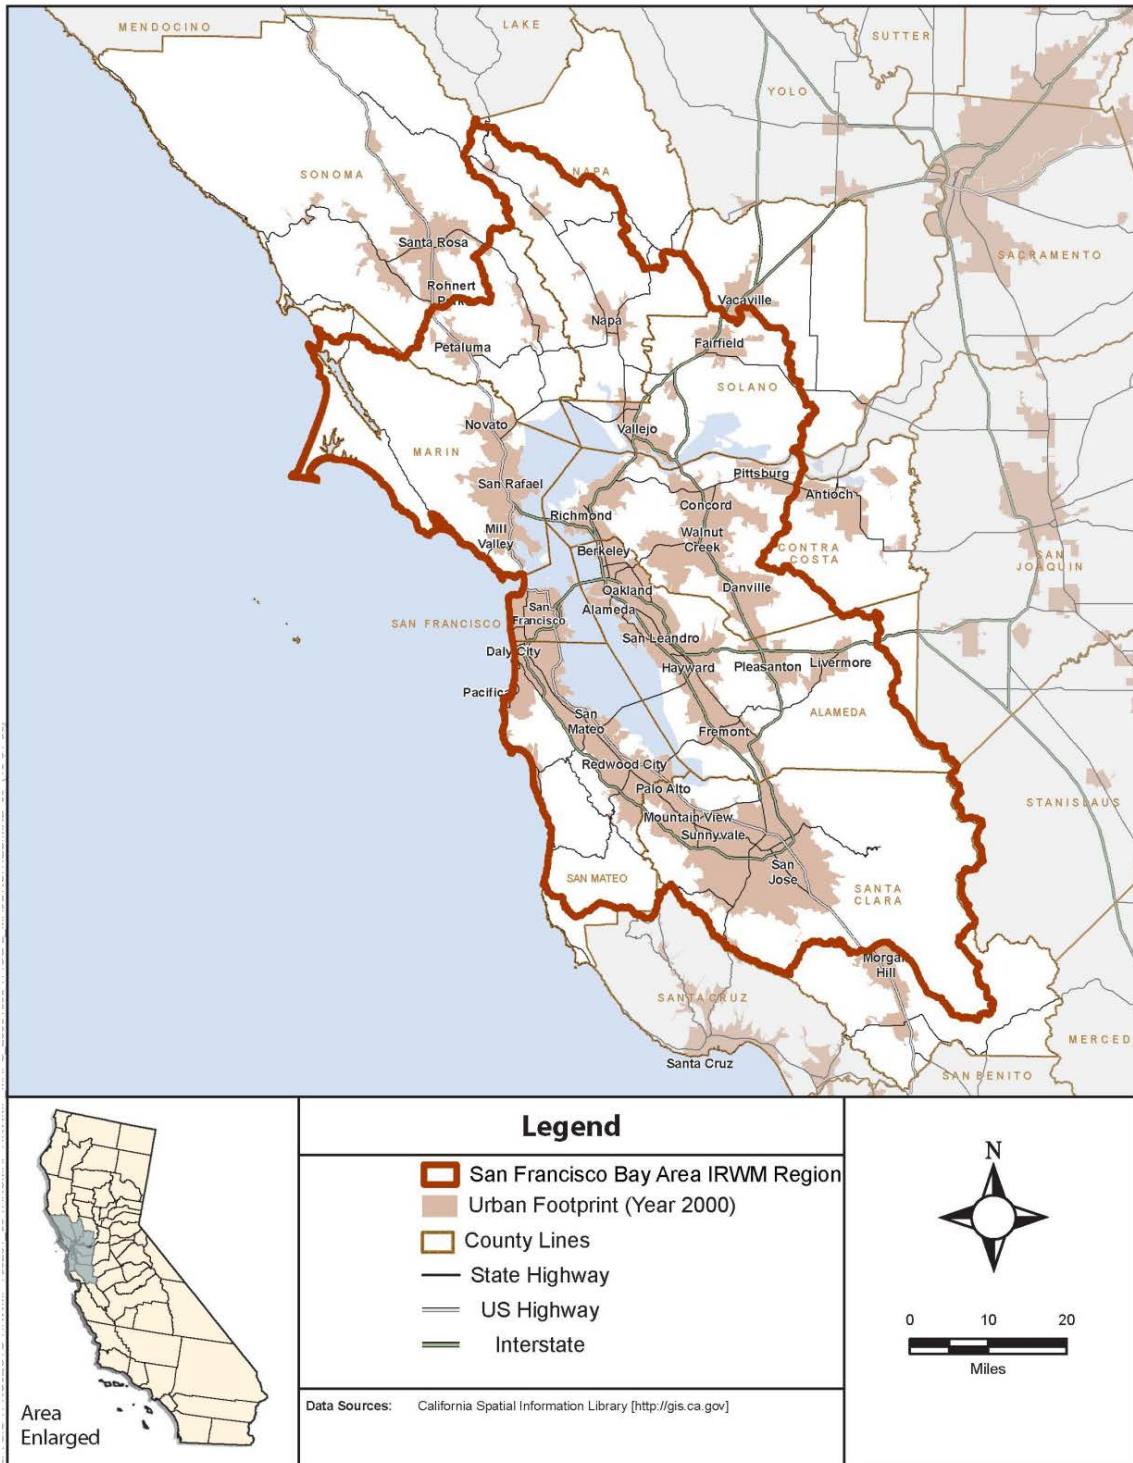 MENDOCINO
LAKE
SUTTER
YOLO
SONOMA
NAPA
Santa Rosa
SACRAMENTO
Rohnert
Park
Vacaville
Napa
Petaluma
Fairfield
SOLANO
Novato
Vallejo
MARIN
Pittsburg
San Rafael
Antioch
Concord
Richmond
Mill
Valley
Walnut
Creek
Berkeley
CONTRA
COSTA
SAN
JOAQUIN
Oakland
Danville
Alameda
San
Francisco
SAN FRANCISCO
San Leandro
Daly City
Hayward
Pleasanton
Livermore
Pacifica
San
Mateo
ALAMEDA
Fremont
Redwood City
Palo Alto
STANISLAUS
Mountain View
Sunnyvale
San
Jose
SAN MATEO
SANTA
CLARA
Morgan
Hill
SANTA CRUZ
MERCED
Santa Cruz
SAN BENITO
Area
Enlarged
Legend
San Francisco Bay Area IRWM Region
Urban Footprint (Year 2000)
County Lines
State Highway
US Highway
Interstate
Data Sources: California Spatial Information Library [http://gis.ca.gov]
N
0 10 20
Miles